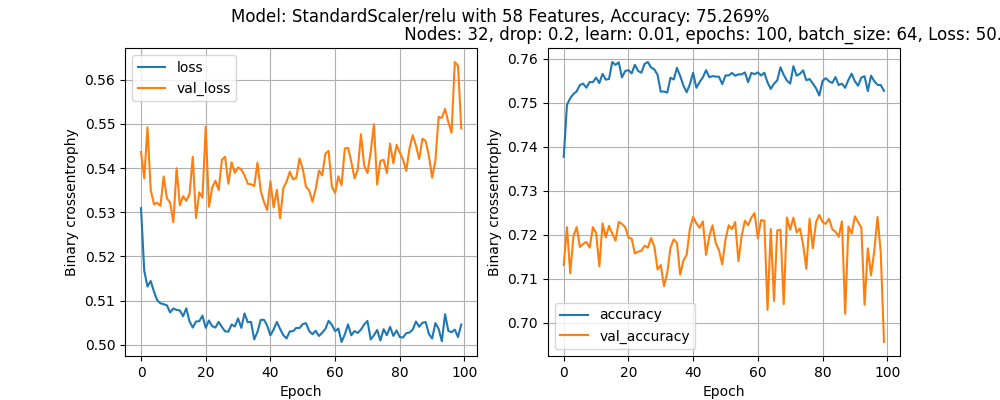 Model: StandardScaler/relu with 58 Features, Accuracy: 75.269%
Nodes: 32, drop: 0.2, learn: 0.01, epochs: 100, batch_size: 64, Loss: 50.
loss
val_loss
0.56
0.55
0.54
0.53
0.52
0.51
0.50
Binary crossentrophy
0 20 40 60 80 100
Epoch
0.76
0.75
0.74
0.73
0.72
0.71
0.70
Binary crossentrophy
accuracy
val_accuracy
0 20 40 60 80 100
Epoch